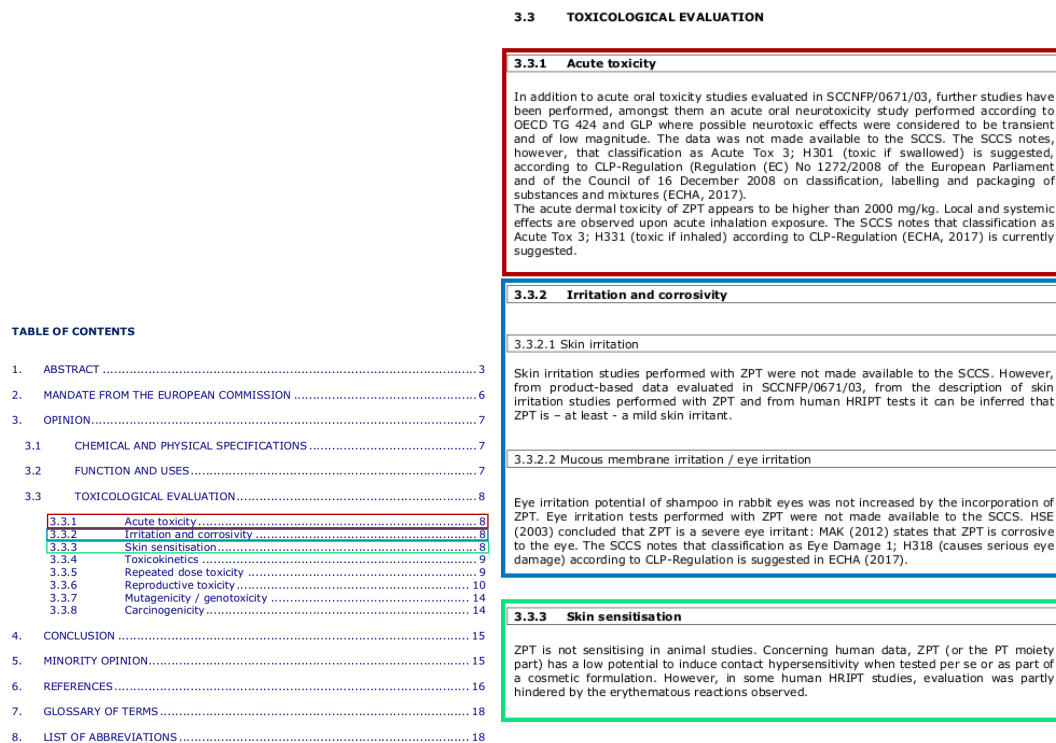 TABLE OF CONTENTS
1. ABSTRACT ........ 3
2. MANDATE FROM THE EUROPEAN COMMISSION ........ 6
3. OPINION ........ 7
3.1 CHEMICAL AND PHYSICAL SPECIFICATIONS ........ 7
3.2 FUNCTION AND USES ........ 7
3.3 TOXICOLOGICAL EVALUATION ........ 8
3.3.1 Acute toxicity ........ 8
3.3.2 Irritation and corrosivity ........ 8
3.3.3 Skin sensitisation ........ 8
3.3.4 Toxicokinetics ........ 9
3.3.5 Repeated dose toxicity ........ 9
3.3.6 Reproductive toxicity ........ 10
3.3.7 Mutagenicity / genotoxicity ........ 14
3.3.8 Carcinogenicity ........ 14
4. CONCLUSION ........ 15
5. MINORITY OPINION ........ 15
6. REFERENCES ........ 16
7. GLOSSARY OF TERMS ........ 18
8. LIST OF ABBREVIATIONS ........ 18
3.3 TOXICOLOGICAL EVALUATION
3.3.1 Acute toxicity
In addition to acute oral toxicity studies evaluated in SCCNFP/0671/03, further studies have
been performed, amongst them an acute oral neurotoxicity study performed according to
OECD TG 424 and GLP where possible neurotoxic effects were considered to be transient
and of low magnitude. The data was not made available to the SCCS. The SCCS notes,
however, that classification as Acute Tox 3; H301 (toxic if swallowed) is suggested,
according to CLP-Regulation (Regulation (EC) No 1272/2008 of the European Parliament
and of the Council of 16 December 2008 on classification, labelling and packaging of
substances and mixtures (ECHA, 2017).
The acute dermal toxicity of ZPT appears to be higher than 2000 mg/kg. Local and systemic
effects are observed upon acute inhalation exposure. The SCCS notes that classification as
Acute Tox 3; H331 (toxic if inhaled) according to CLP-Regulation (ECHA, 2017) is currently
suggested.
3.3.2 Irritation and corrosivity
3.3.2.1 Skin irritation
Skin irritation studies performed with ZPT were not made available to the SCCS. However,
from product-based data evaluated in SCCNFP/0671/03, from the description of skin
irritation studies performed with ZPT and from human HRIPT tests it can be inferred that
ZPT is – at least - a mild skin irritant.
3.3.2.2 Mucous membrane irritation / eye irritation
Eye irritation potential of shampoo in rabbit eyes was not increased by the incorporation of
ZPT. Eye irritation tests performed with ZPT were not made available to the SCCS. HSE
(2003) concluded that ZPT is a severe eye irritant: MAK (2012) states that ZPT is corrosive
to the eye. The SCCS notes that classification as Eye Damage 1; H318 (causes serious eye
damage) according to CLP-Regulation is suggested in ECHA (2017).
3.3.3 Skin sensitisation
ZPT is not sensitising in animal studies. Concerning human data, ZPT (or the PT moiety
part) has a low potential to induce contact hypersensitivity when tested per se or as part of
a cosmetic formulation. However, in some human HRIPT studies, evaluation was partly
hindered by the erythematous reactions observed.